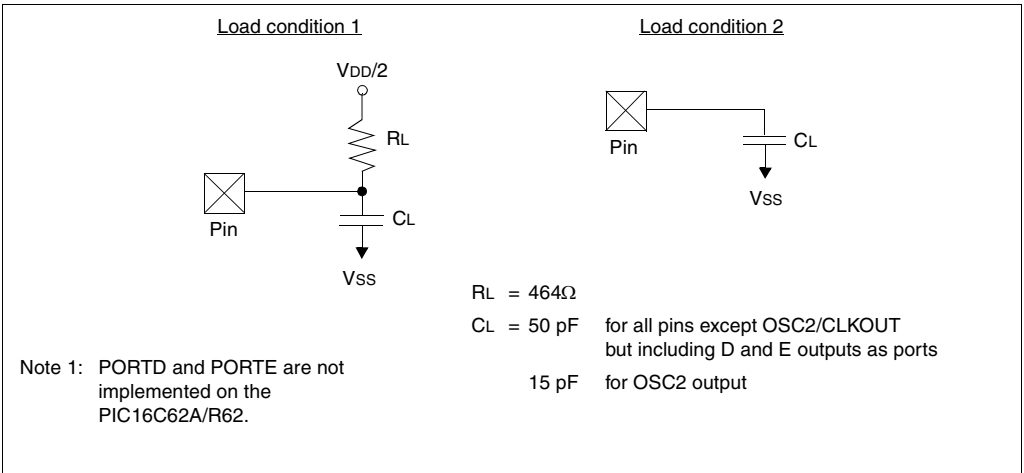 Load condition 1
Load condition 2
VDD/2
RL
Pin
CL
VSS
Pin
CL
VSS
RL = 464Ω
CL = 50 pF for all pins except OSC2/CLKOUT
but including D and E outputs as ports
15 pF for OSC2 output
Note 1: PORTD and PORTE are not
implemented on the
PIC16C62A/R62.